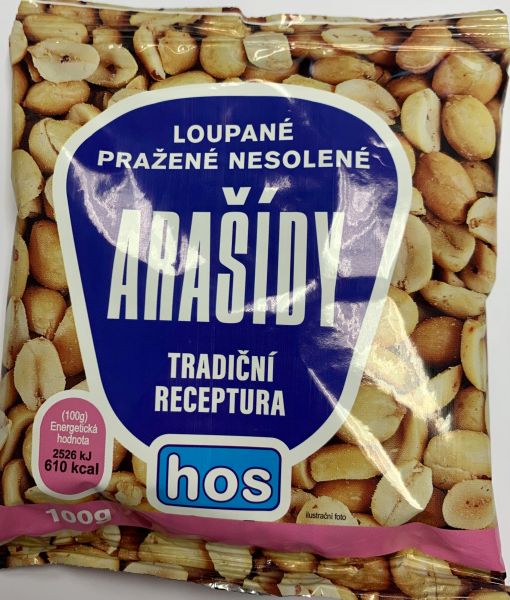 LOUPANÉ
PRAŽENÉ NESOLENÉ
ARAŠÍDY
TRADIČNÍ
RECEPTURA
hos
(100g)
Energetická
hodnota
2526 kJ
610 kcal
100g
ilustrační foto